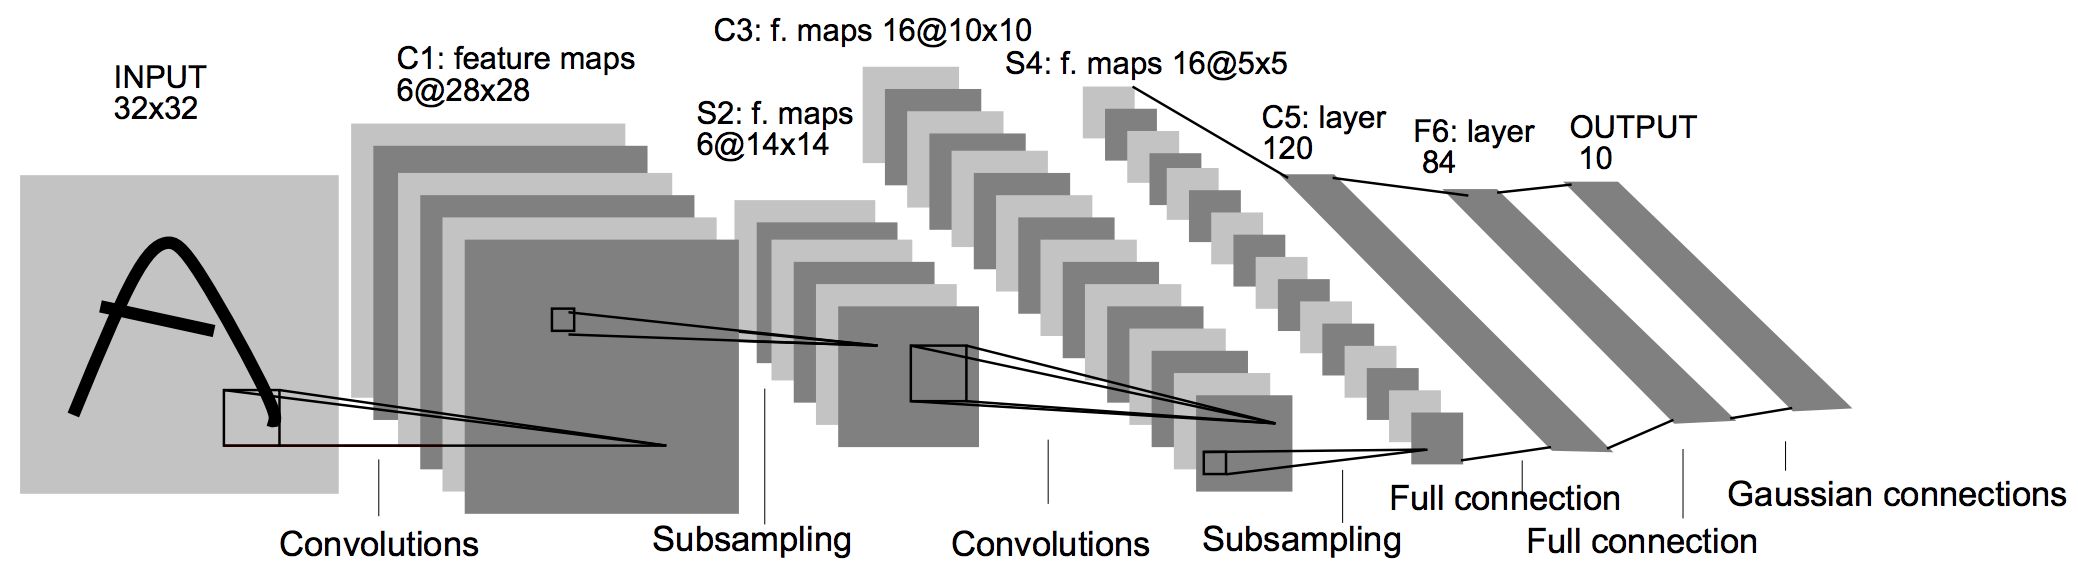 INPUT
32x32
C1: feature maps
6@28x28
S2: f. maps
6@14x14
C3: f. maps 16@10x10
S4: f. maps 16@5x5
C5: layer
120
F6: layer
84
OUTPUT
10
Convolutions
Subsampling
Convolutions
Subsampling
Full connection
Full connection
Gaussian connections